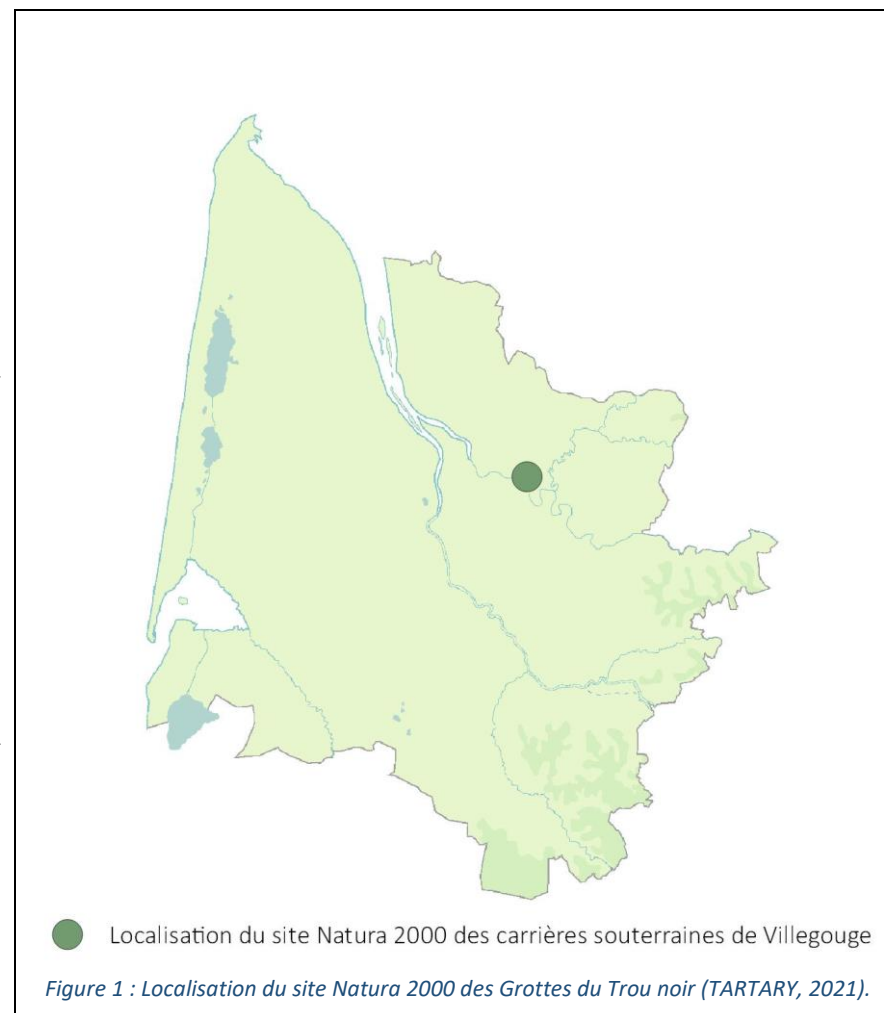 Localisation du site Natura 2000 des carrières souterraines de Villegouge
Figure 1 : Localisation du site Natura 2000 des Grottes du Trou noir (TARTARY, 2021).